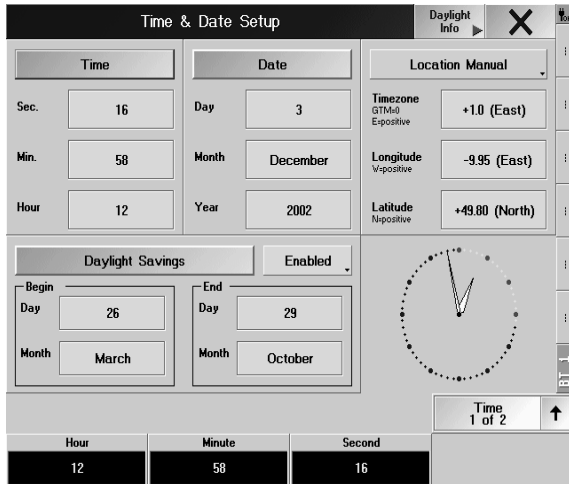 Time & Date Setup
Daylight Info
Time
Date
Location Manual
Sec.
16
Day
3
Timezone
GTM=0
E=positive
+1.0 (East)
Min.
58
Month
December
Longitude
W=positive
-9.95 (East)
Hour
12
Year
2002
Latitude
N=positive
+49.80 (North)
Daylight Savings
Enabled
Begin
End
Day
26
Day
29
Month
March
Month
October
Time
1 of 2
Hour
Minute
Second
12
58
16